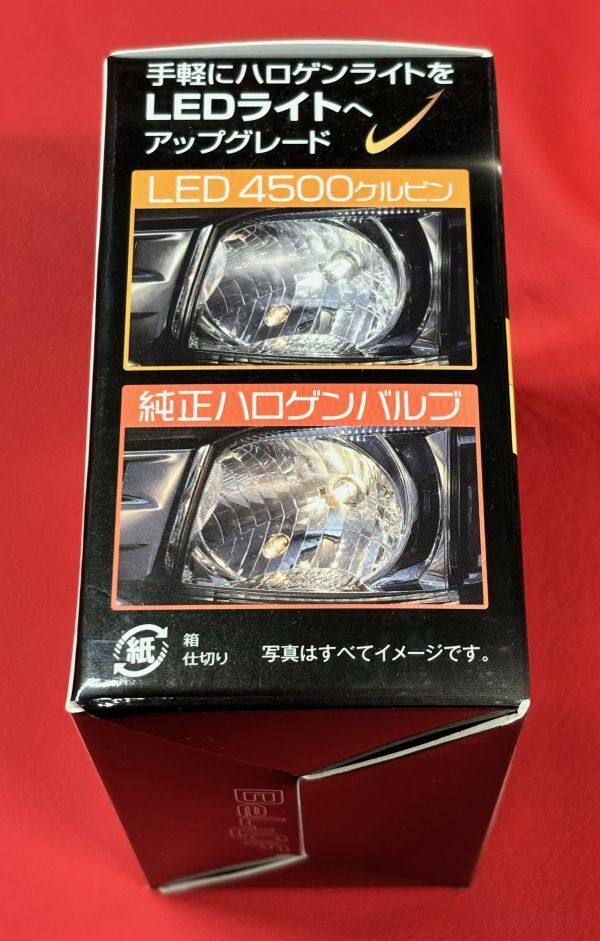 手軽にハロゲンライトを
LEDライトへ
アップグレード
LED 4500ケルビン
純正ハロゲンバルブ
紙
箱
仕切り
写真はすべてイメージです。